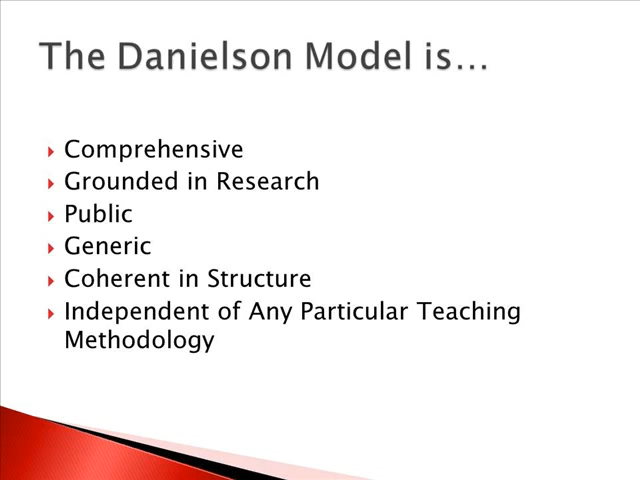 The Danielson Model is…
Comprehensive
Grounded in Research
Public
Generic
Coherent in Structure
Independent of Any Particular Teaching
Methodology